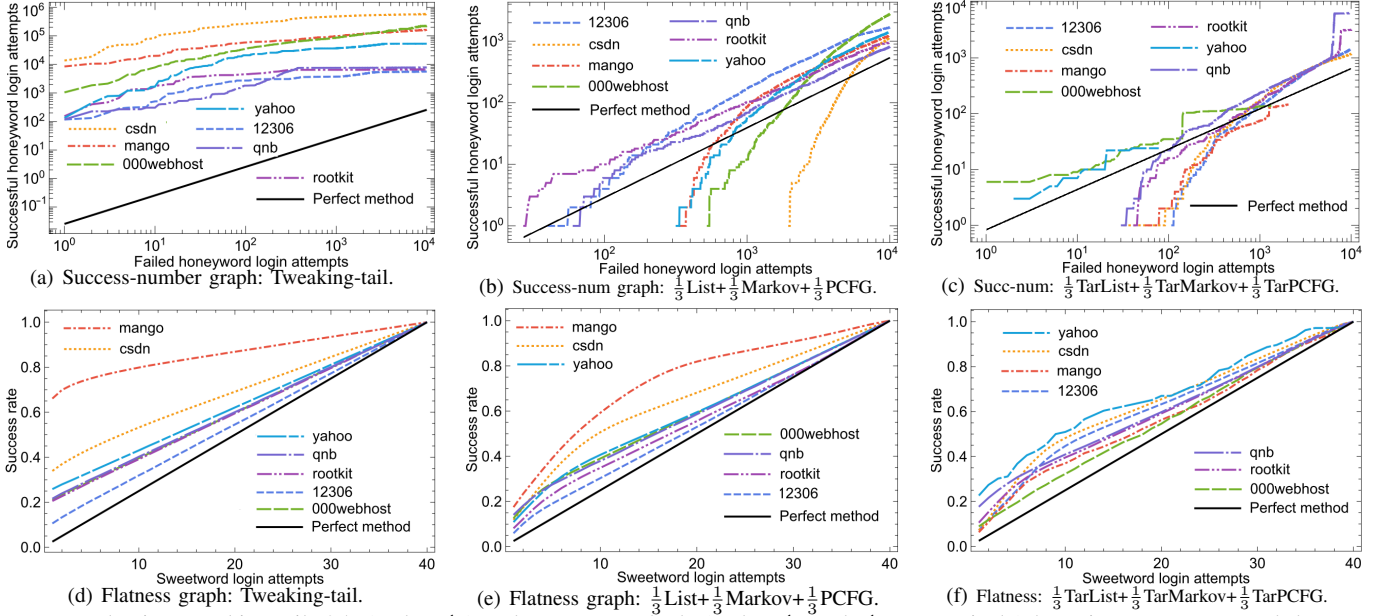 Successful honeyword login attempts
10^6
10^5
10^4
10^3
10^2
10^1
10^0
10^-1
yahoo
csdn
12306
mango
qnb
000webhost
rootkit
Perfect method
10^0
10^1
10^2
10^3
10^4
Failed honeyword login attempts
(a) Success-number graph: Tweaking-tail.
Successful honeyword login attempts
10^3
10^2
10^1
10^0
12306
qnb
csdn
rootkit
mango
yahoo
000webhost
Perfect method
10^2
10^3
10^4
Failed honeyword login attempts
(b) Success-num graph: 1/3 List+ 1/3 Markov+ 1/3 PCFG.
Successful honeyword login attempts
10^4
10^3
10^2
10^1
10^0
12306
rootkit
csdn
yahoo
mango
qnb
000webhost
Perfect method
10^0
10^1
10^2
10^3
10^4
Failed honeyword login attempts
(c) Succ-num: 1/3 TarList+ 1/3 TarMarkov+ 1/3 TarPCFG.
Success rate
1.0
0.8
0.6
0.4
0.2
0.0
mango
csdn
yahoo
qnb
rootkit
12306
000webhost
Perfect method
10
20
30
40
Sweetword login attempts
(d) Flatness graph: Tweaking-tail.
Success rate
1.0
0.8
0.6
0.4
0.2
0.0
mango
csdn
yahoo
000webhost
qnb
rootkit
12306
Perfect method
10
20
30
40
Sweetword login attempts
(e) Flatness graph: 1/3 List+ 1/3 Markov+ 1/3 PCFG.
Success rate
1.0
0.8
0.6
0.4
0.2
0.0
yahoo
csdn
mango
12306
qnb
rootkit
000webhost
Perfect method
10
20
30
40
Sweetword login attempts
(f) Flatness: 1/3 TarList+ 1/3 TarMarkov+ 1/3 TarPCFG.